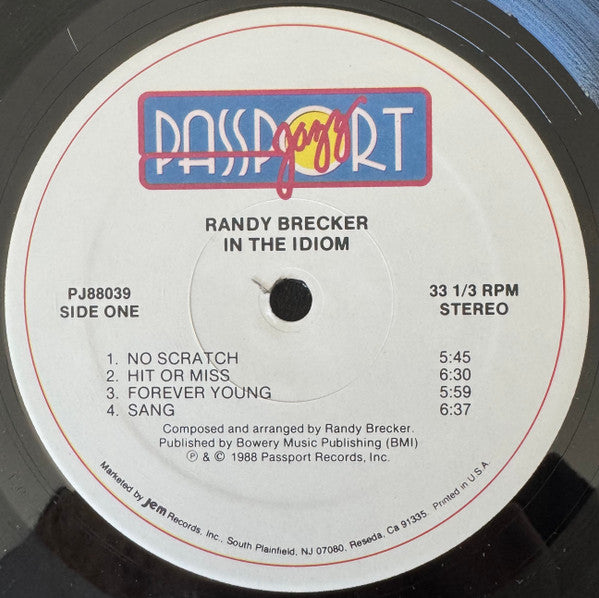 PASSPORT
jazz
RANDY BRECKER
IN THE IDIOM
PJ88039
SIDE ONE
33 1/3 RPM
STEREO
1. NO SCRATCH 5:45
2. HIT OR MISS 6:30
3. FOREVER YOUNG 5:59
4. SANG 6:37
Composed and arranged by Randy Brecker.
Published by Bowery Music Publishing (BMI)
℗ & © 1988 Passport Records, Inc.
Marketed by jem Records, Inc., South Plainfield, NJ 07080, Reseda, Ca 91335. Printed in U.S.A.